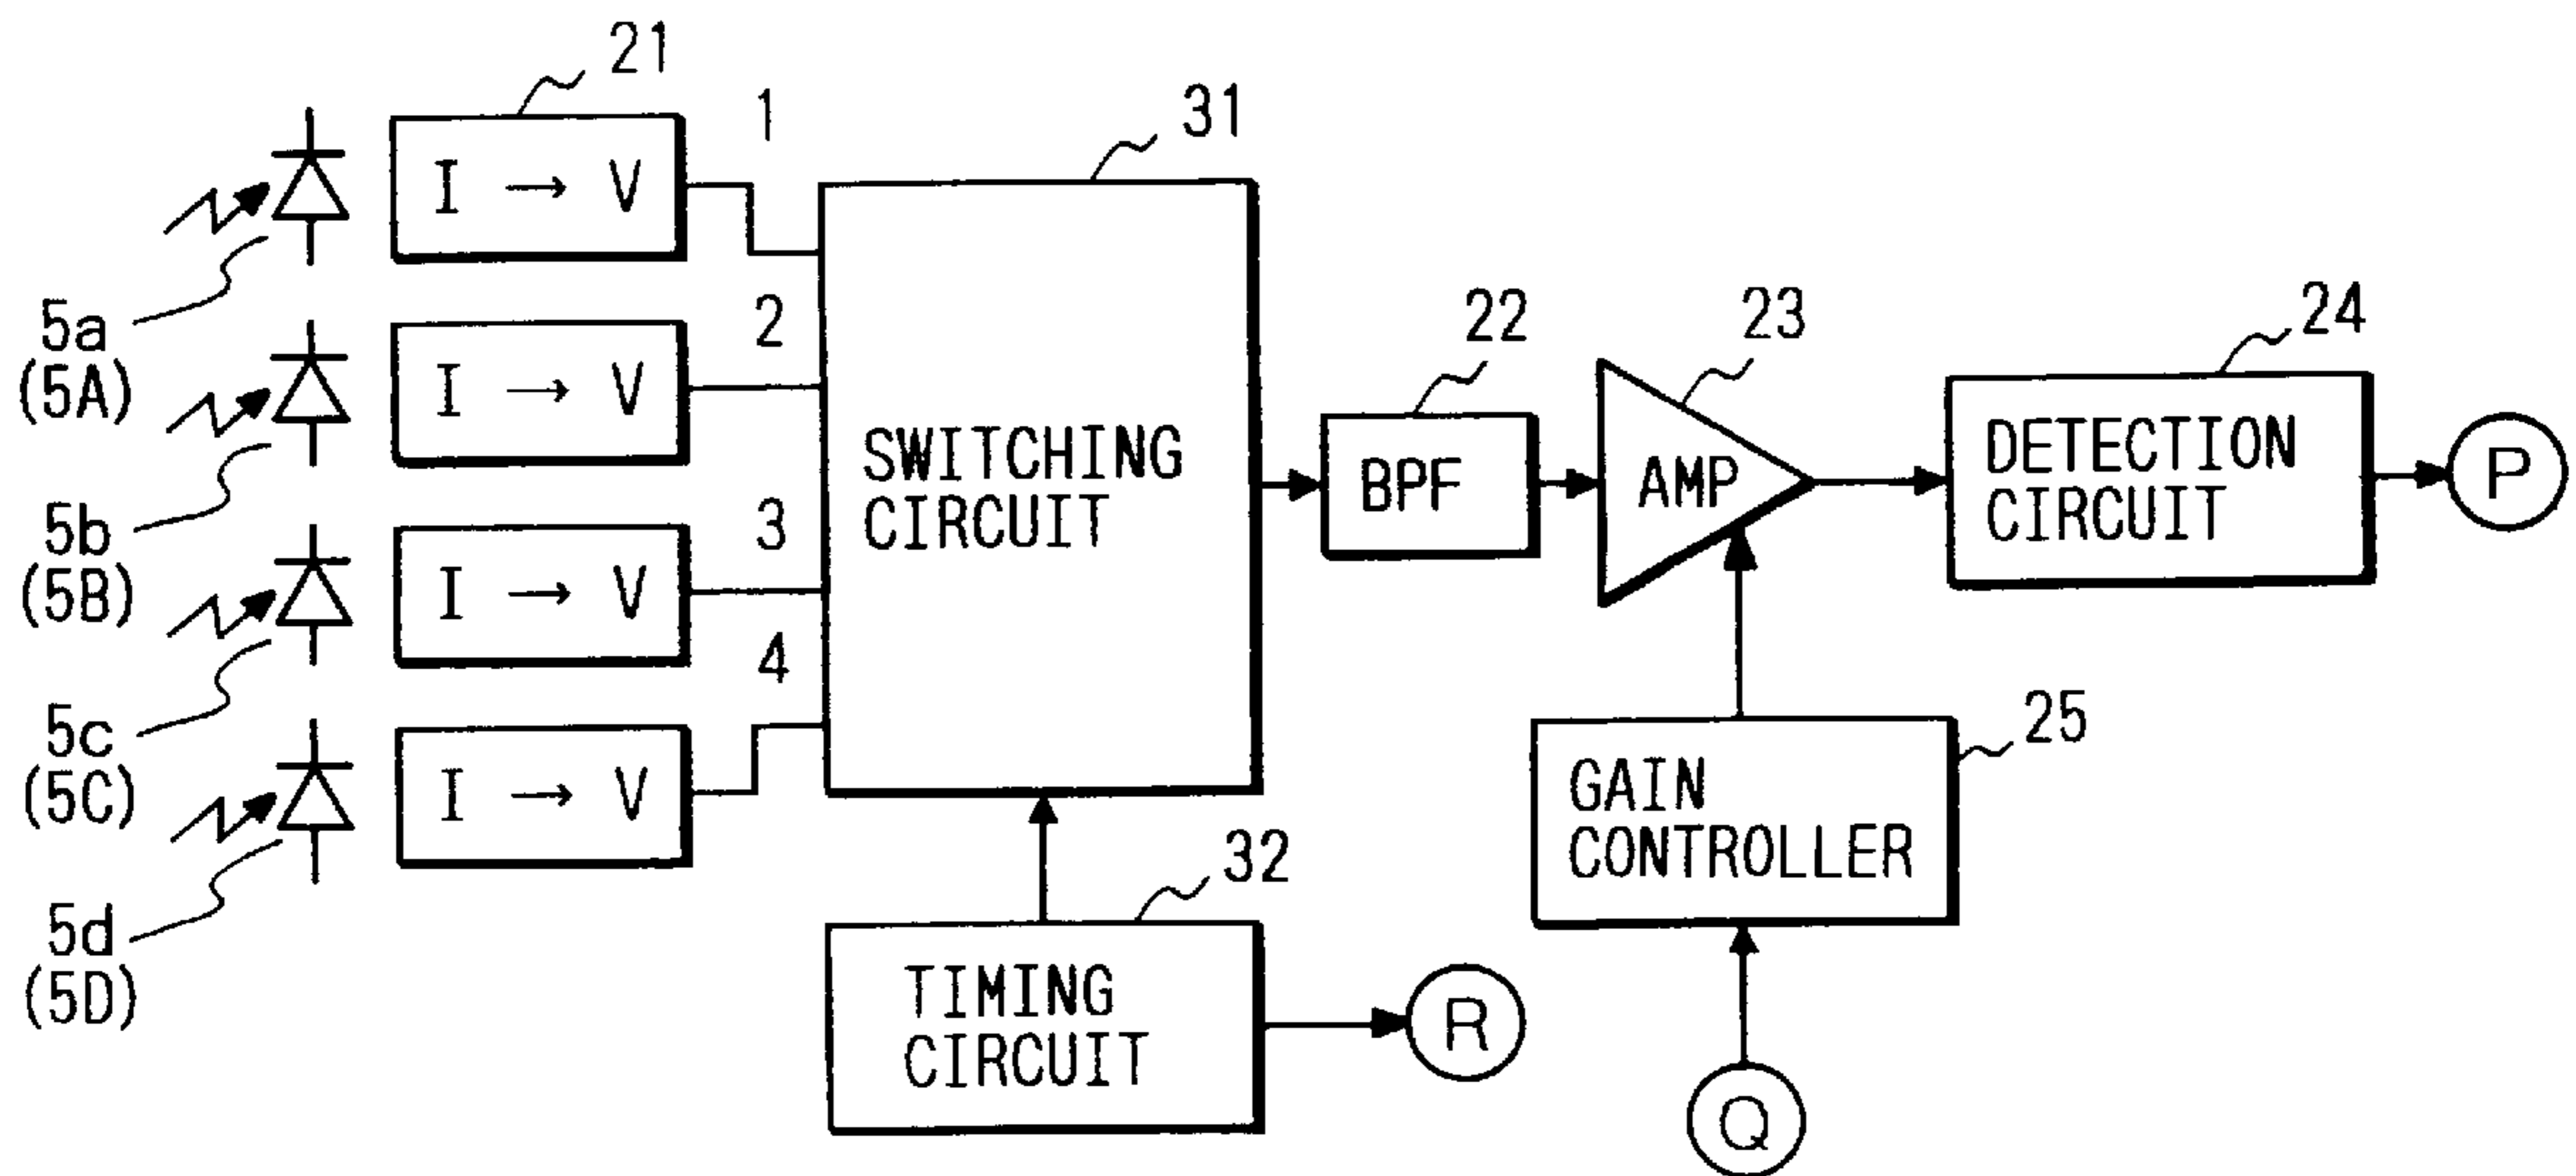 21
I → V
1
5a
(5A)
I → V
2
5b
(5B)
I → V
3
5c
(5C)
I → V
4
5d
(5D)
31
SWITCHING
CIRCUIT
32
TIMING
CIRCUIT
R
22
BPF
23
AMP
24
DETECTION
CIRCUIT
P
25
GAIN
CONTROLLER
Q